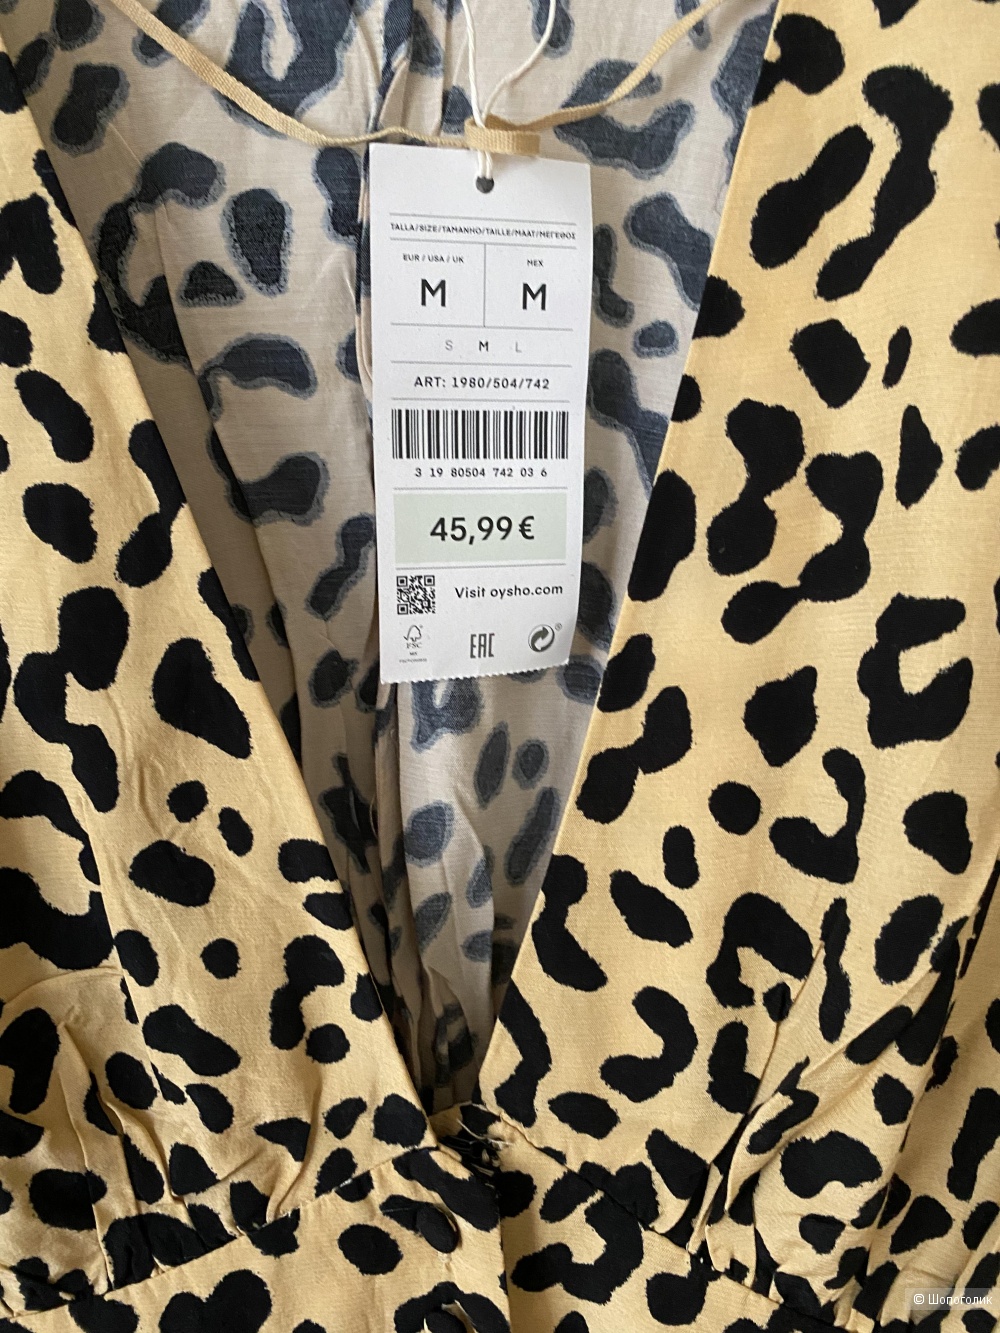 TALLA/SIZE/TAMANHO/TAILLE/MAAT/ΜΕΓΕΘΟΣ
EUR / USA / UK
MEX
M
M
S M L
ART: 1980/504/742
3 19 80504 742 03 6
45,99 €
Visit oysho.com
FSC
EAC
© Шопоголик